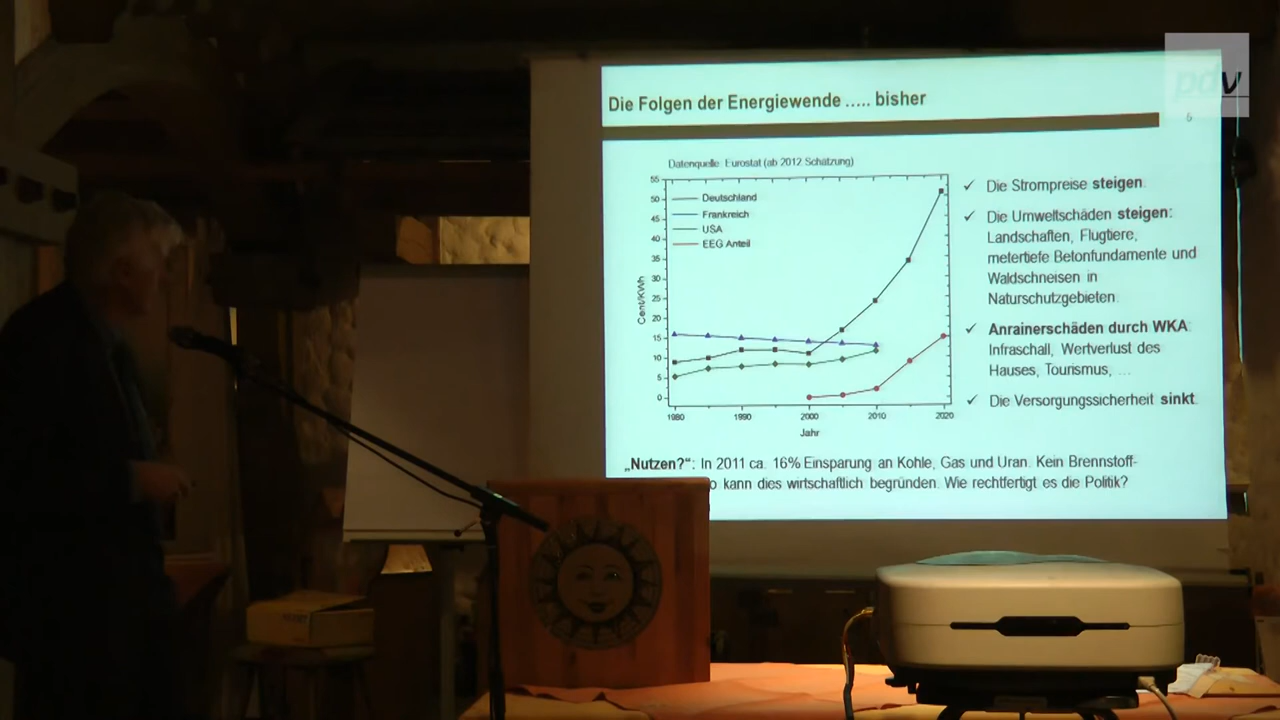 pdv
Die Folgen der Energiewende ..... bisher
6
Datenquelle: Eurostat (ab 2012 Schätzung)
55
50
45
40
35
30
25
20
15
10
5
0
Cent/KWh
Deutschland
Frankreich
USA
EEG Anteil
1980 1990 2000 2010 2020
Jahr
✓ Die Strompreise steigen.
✓ Die Umweltschäden steigen:
Landschaften, Flugtiere,
metertiefe Betonfundamente und
Waldschneisen in
Naturschutzgebieten.
✓ Anrainerschäden durch WKA:
Infraschall, Wertverlust des
Hauses, Tourismus, ...
✓ Die Versorgungssicherheit sinkt.
„Nutzen?“: In 2011 ca. 16% Einsparung an Kohle, Gas und Uran. Kein Brennstoff-
kann dies wirtschaftlich begründen. Wie rechtfertigt es die Politik?